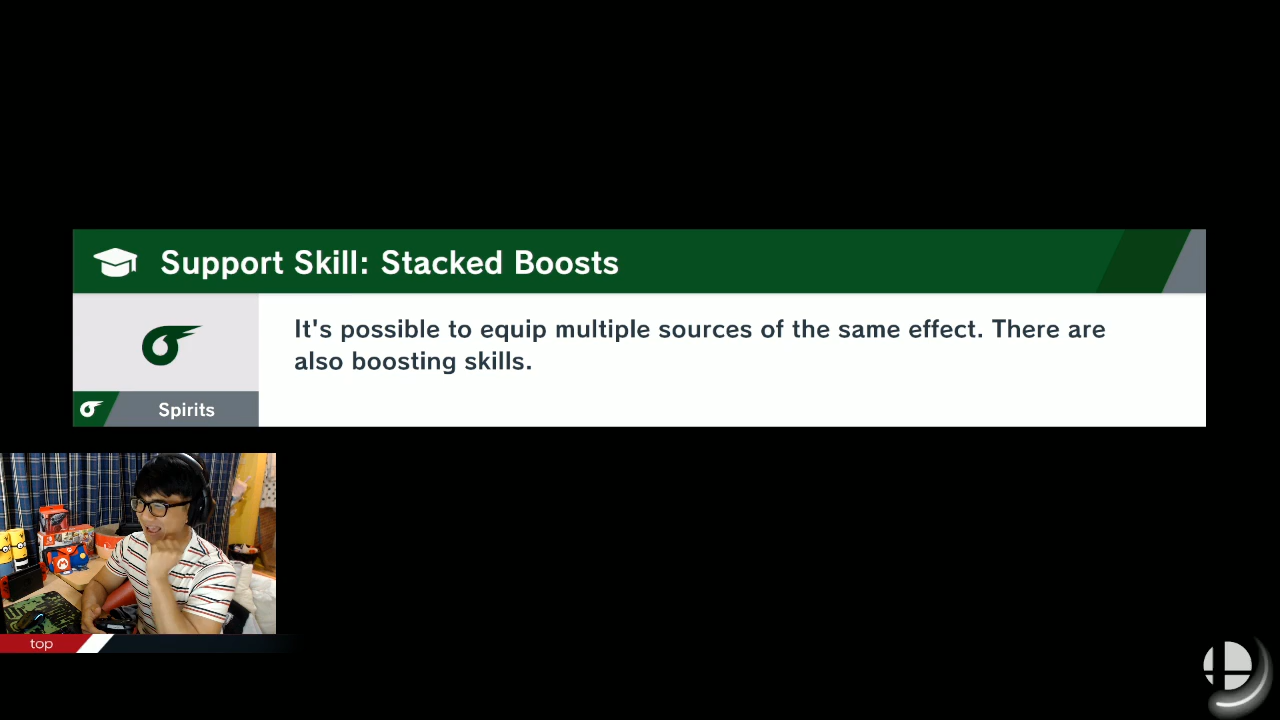 Support Skill: Stacked Boosts
It's possible to equip multiple sources of the same effect. There are
also boosting skills.
Spirits
top